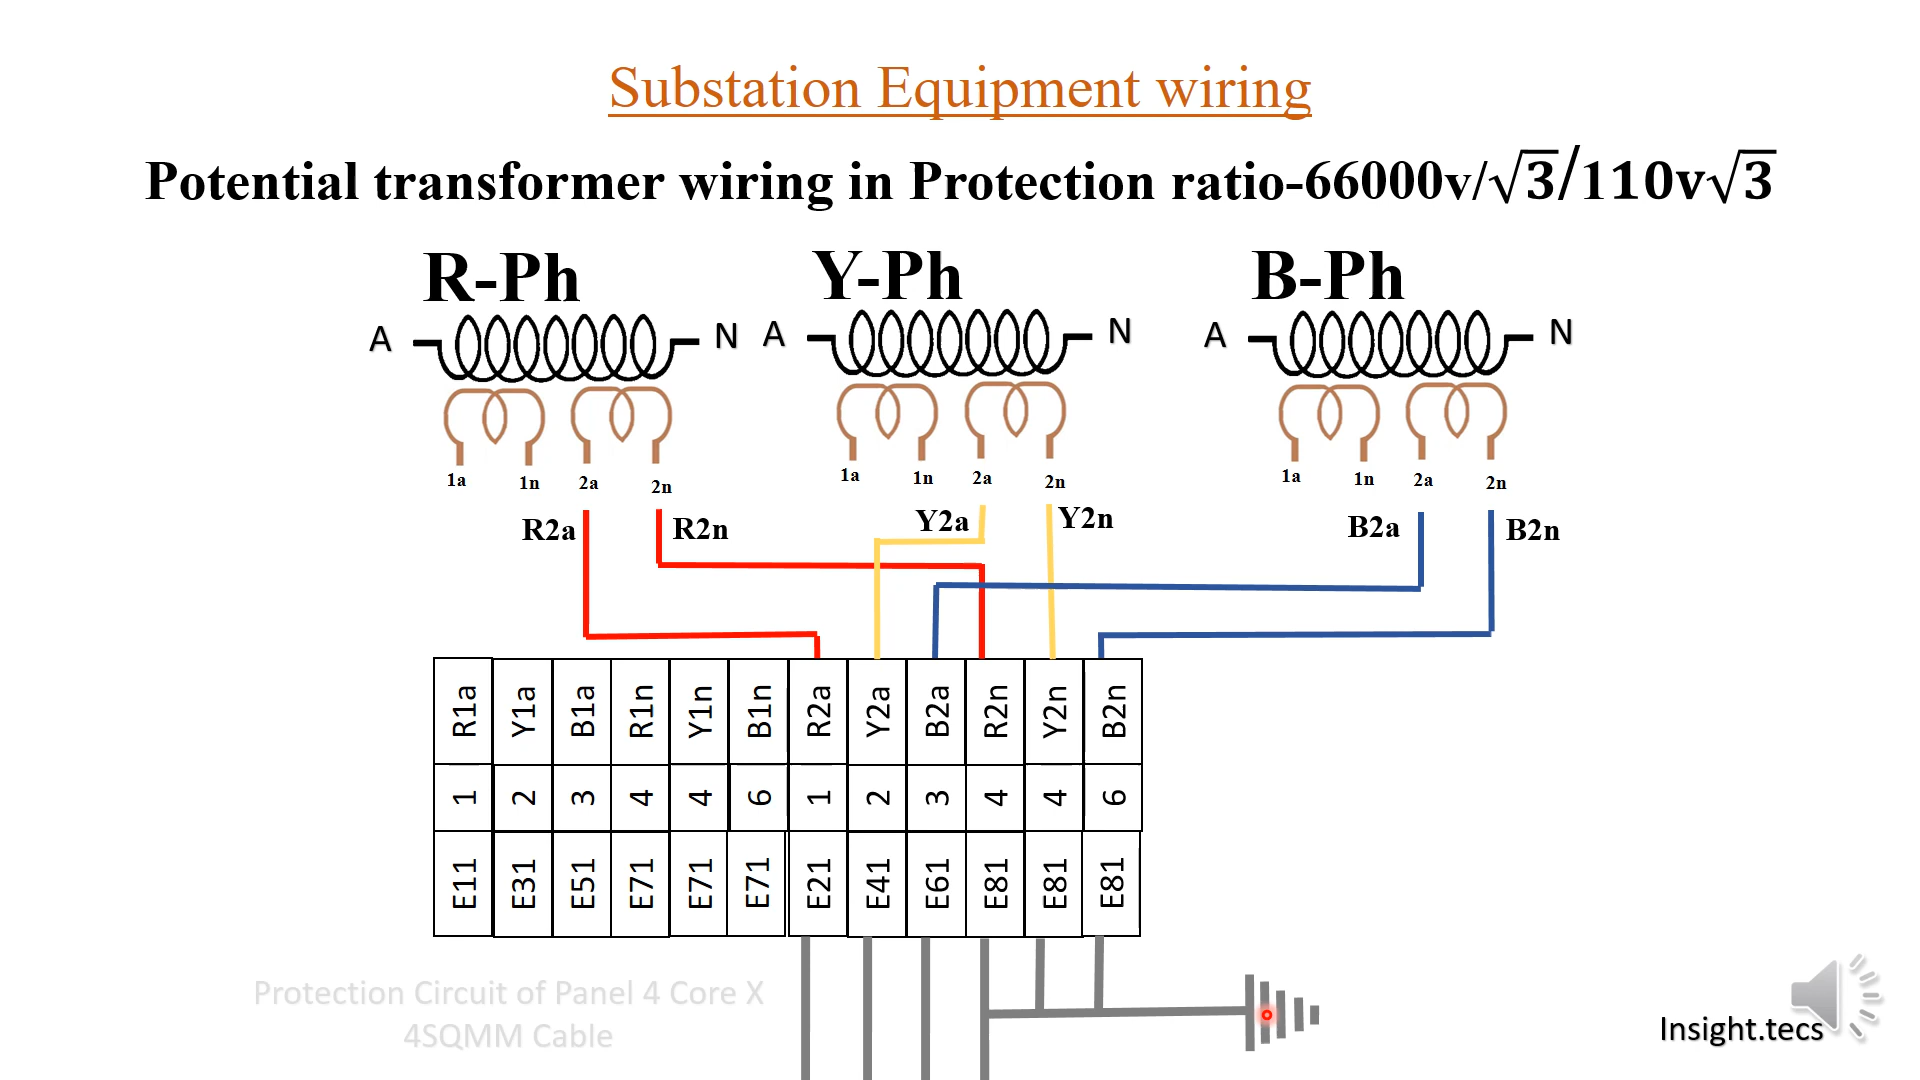 Substation Equipment wiring
Potential transformer wiring in Protection ratio-66000v/√3/110v√3
R-Ph Y-Ph B-Ph
A N A N A N
1a 1n 2a 2n 1a 1n 2a 2n 1a 1n 2a 2n
R2a R2n Y2a Y2n B2a B2n
R1a Y1a B1a R1n Y1n B1n R2a Y2a B2a R2n Y2n B2n
1 2 3 4 4 6 1 2 3 4 4 6
E11 E31 E51 E71 E71 E71 E21 E41 E61 E81 E81 E81
Protection Circuit of Panel 4 Core X
4SQMM Cable
Insight.tecs